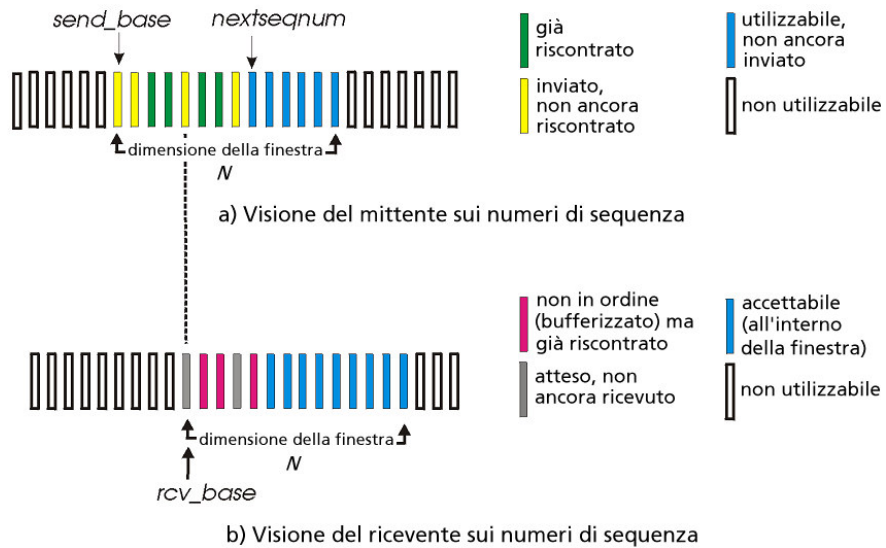 send_base
nextseqnum
già
riscontrato
utilizzabile,
non ancora
inviato
inviato,
non ancora
riscontrato
non utilizzabile
dimensione della finestra
N
a) Visione del mittente sui numeri di sequenza
non in ordine
(bufferizzato) ma
già riscontrato
accettabile
(all'interno
della finestra)
atteso, non
ancora ricevuto
non utilizzabile
dimensione della finestra
N
rcv_base
b) Visione del ricevente sui numeri di sequenza